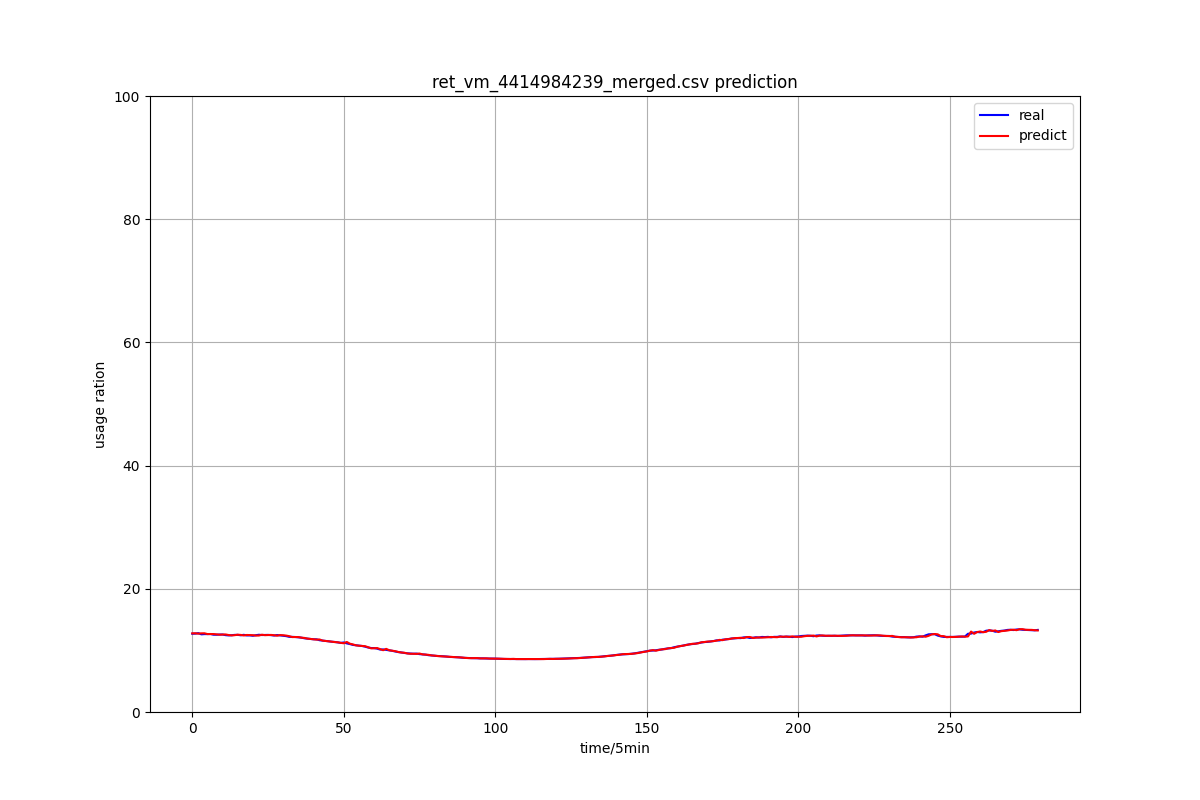 ret_vm_4414984239_merged.csv prediction
100
80
60
40
20
0
usage ration
real
predict
0 50 100 150 200 250
time/5min